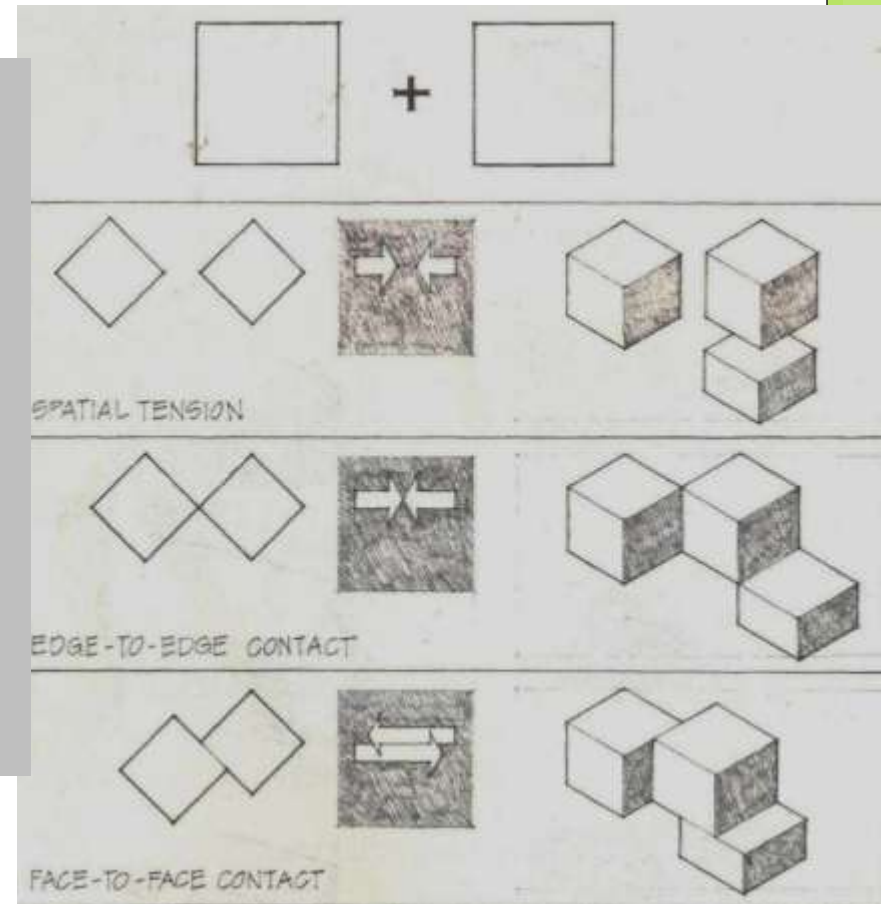 +
SPATIAL TENSION
EDGE-TO-EDGE CONTACT
FACE-TO-FACE CONTACT